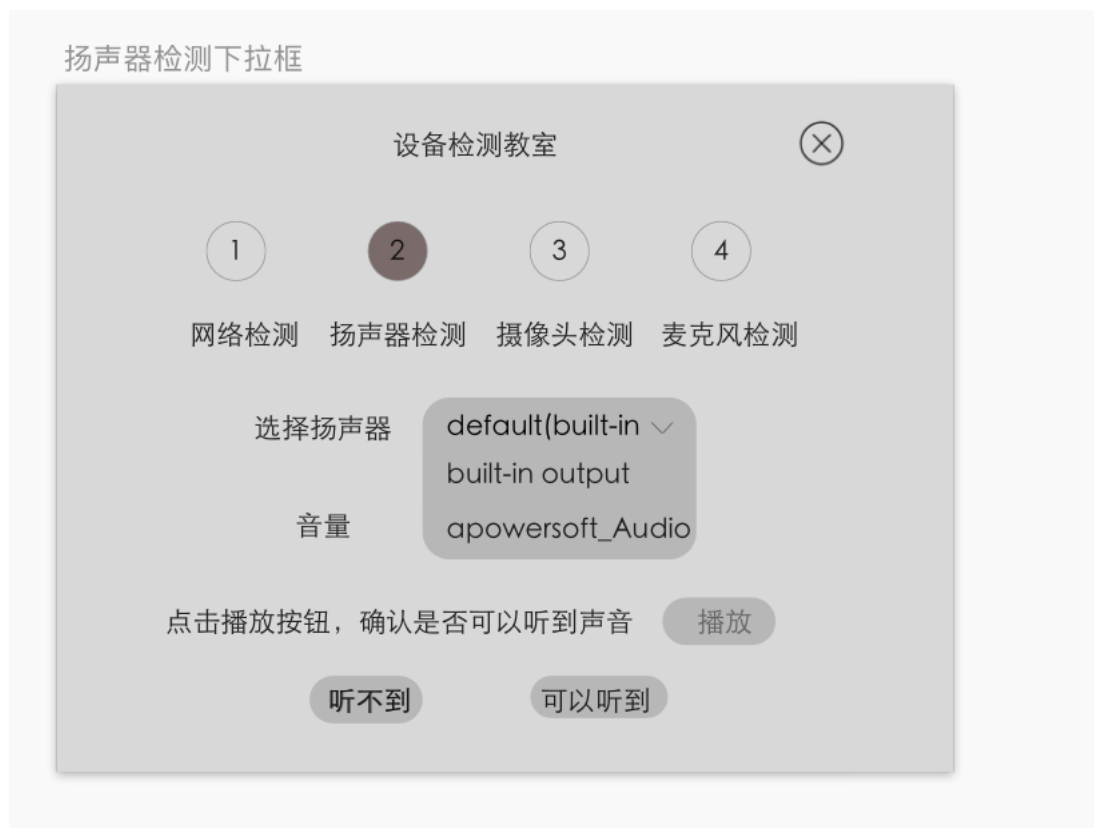 扬声器检测下拉框
设备检测教室
1 2 3 4
网络检测 扬声器检测 摄像头检测 麦克风检测
选择扬声器 default(built-in
built-in output
音量 apowersoft_Audio
点击播放按钮，确认是否可以听到声音 播放
听不到 可以听到